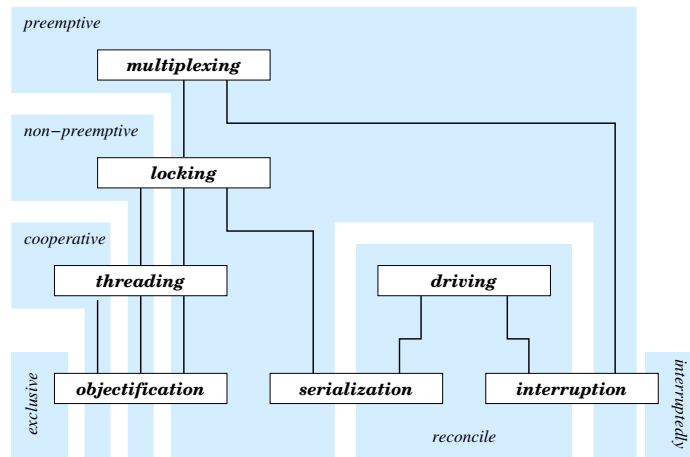 preemptive
multiplexing
non−preemptive
locking
cooperative
threading
driving
exclusive
objectification
serialization
interruption
interruptedly
reconcile